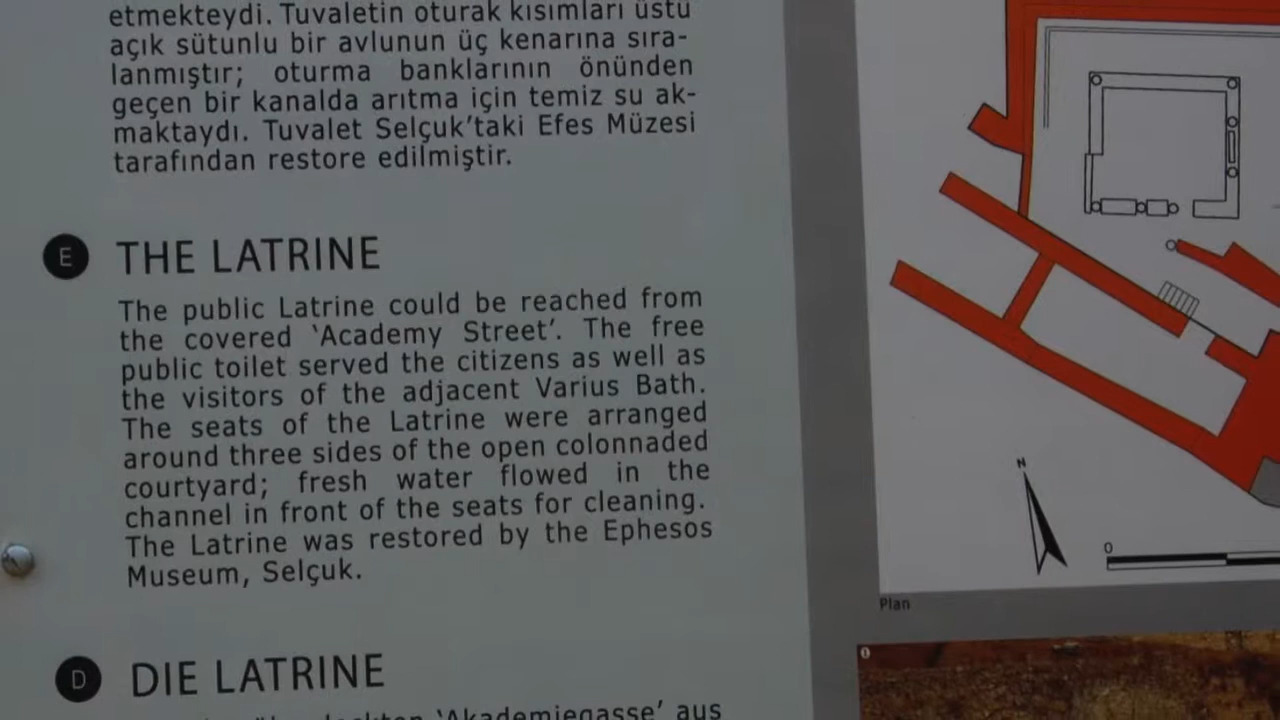 etmekteydi. Tuvaletin oturak kısımları üstü
açık sütunlu bir avlunun üç kenarına sıra-
lanmıştır; oturma banklarının önünden
geçen bir kanalda arıtma için temiz su ak-
maktaydı. Tuvalet Selçuk'taki Efes Müzesi
tarafından restore edilmiştir.
E THE LATRINE
The public Latrine could be reached from
the covered ‘Academy Street’. The free
public toilet served the citizens as well as
the visitors of the adjacent Varius Bath.
The seats of the Latrine were arranged
around three sides of the open colonnaded
courtyard; fresh water flowed in the
channel in front of the seats for cleaning.
The Latrine was restored by the Ephesos
Museum, Selçuk.
D DIE LATRINE
‘Akademiegasse’ aus
N
0
Plan
1